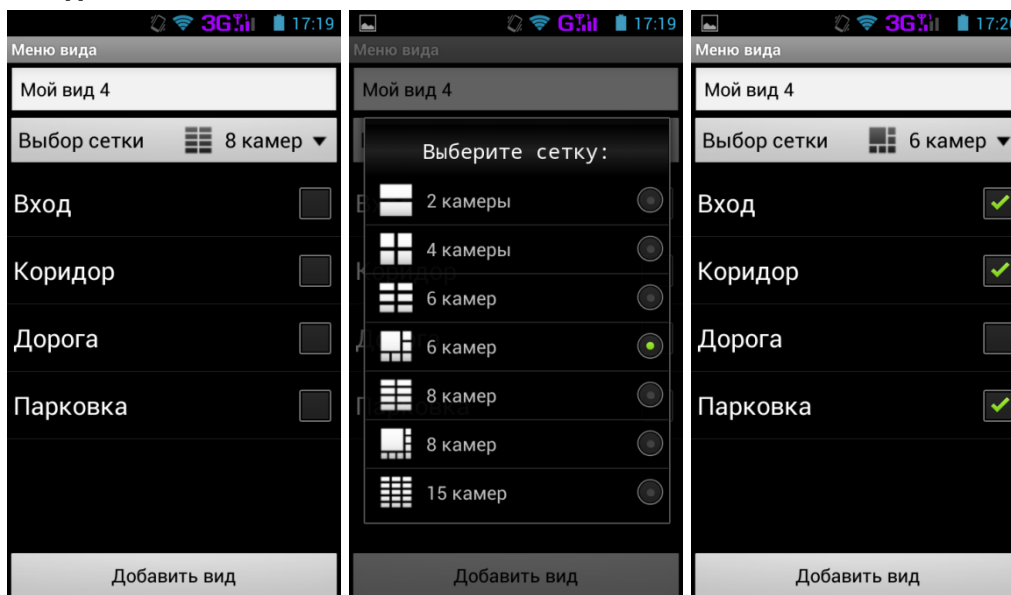 3G 17:19
Меню вида
Мой вид 4
Выбор сетки 8 камер
Вход
Коридор
Дорога
Парковка
Добавить вид
G 17:19
Меню вида
Мой вид 4
Выберите сетку:
2 камеры
4 камеры
6 камер
6 камер
8 камер
8 камер
15 камер
Добавить вид
3G
Меню вида
Мой вид 4
Выбор сетки 6 камер
Вход
Коридор
Дорога
Парковка
Добавить вид